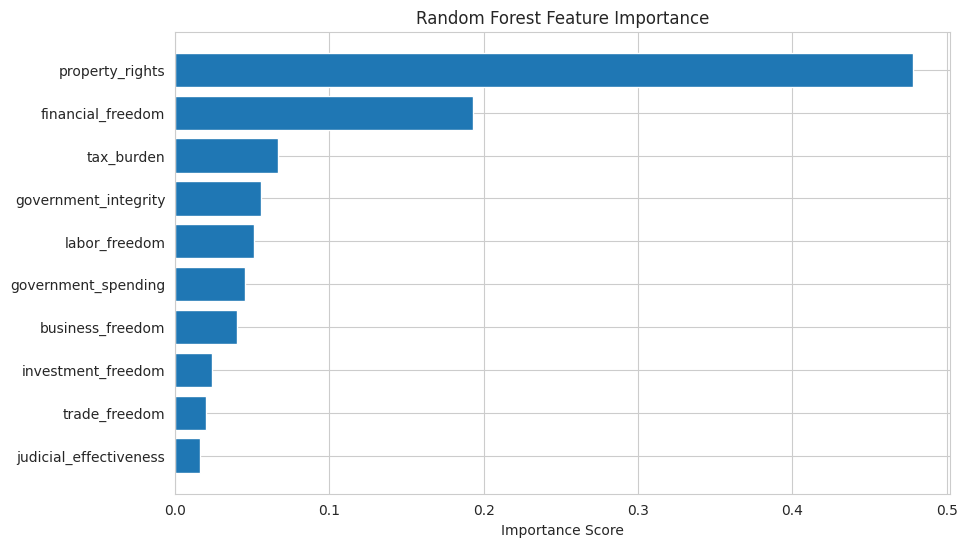 Random Forest Feature Importance
property_rights
financial_freedom
tax_burden
government_integrity
labor_freedom
government_spending
business_freedom
investment_freedom
trade_freedom
judicial_effectiveness
0.0 0.1 0.2 0.3 0.4 0.5
Importance Score